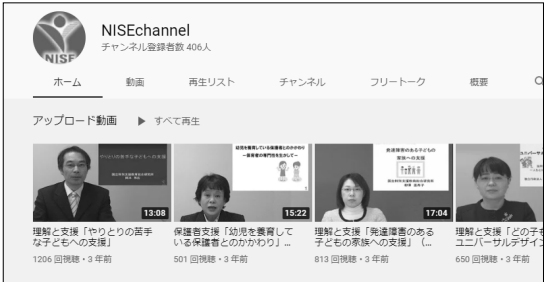 NISE
NISEchannel
チャンネル登録者数 406人
ホーム
動画
再生リスト
チャンネル
フリートーク
概要
アップロード動画
すべて再生
13:08
理解と支援「やりとりの苦手
な子どもへの支援」
1206 回視聴・3 年前
幼児を養育している保護者とのかかわり
15:22
保護者支援「幼児を養育して
いる保護者とのかかわり」...
501 回視聴・3 年前
発達障害のある子どもの
家族への支援
17:04
理解と支援「発達障害のある
子どもの家族への支援」（...
813 回視聴・3 年前
理解と支援「どの子も
ユニバーサルデザイン
650 回視聴・3 年前